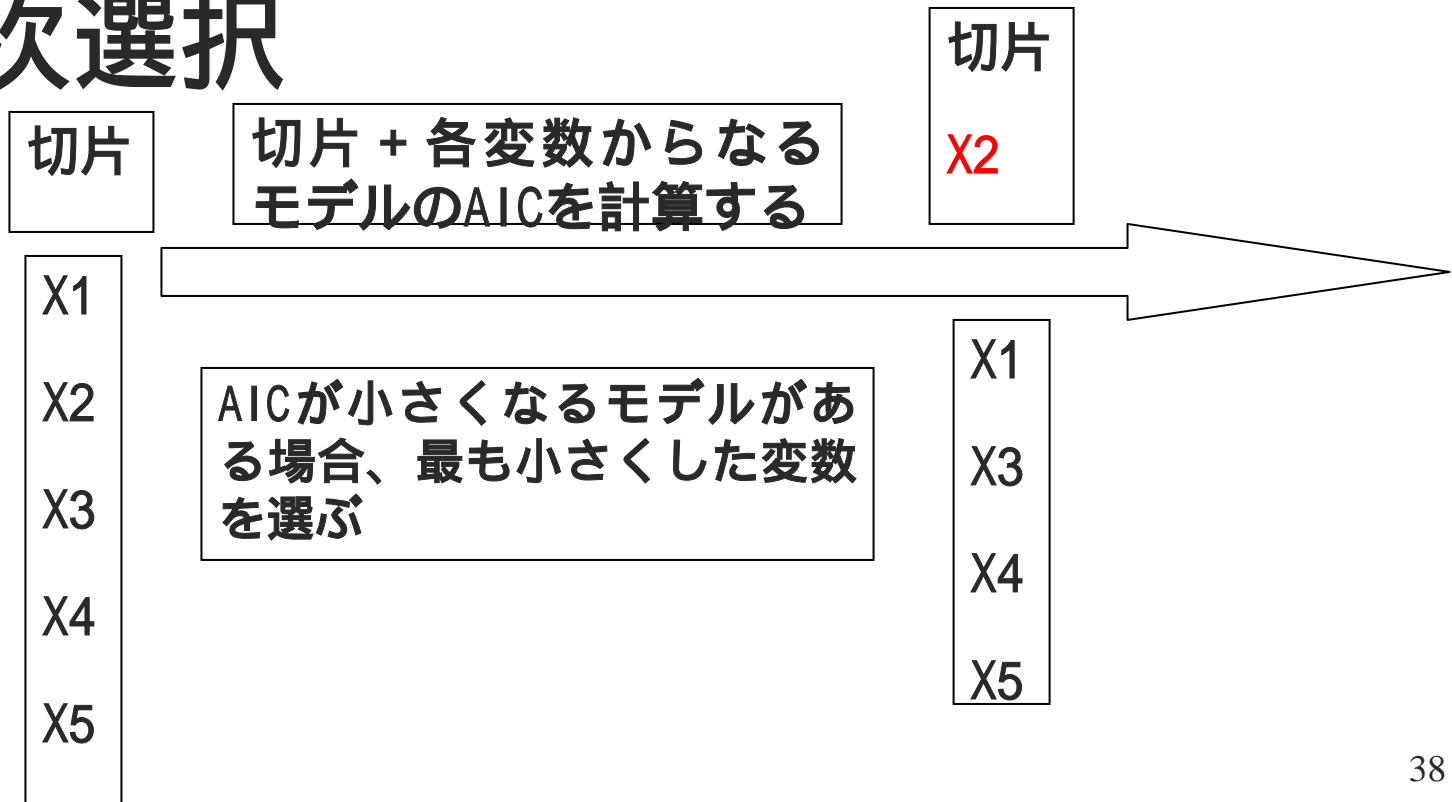 次選択
切片
切片 + 各変数からなる
モデルのAICを計算する
切片
X2
X1
X2
X3
X4
X5
AICが小さくなるモデルがあ
る場合、最も小さくした変数
を選ぶ
X1
X3
X4
X5
38